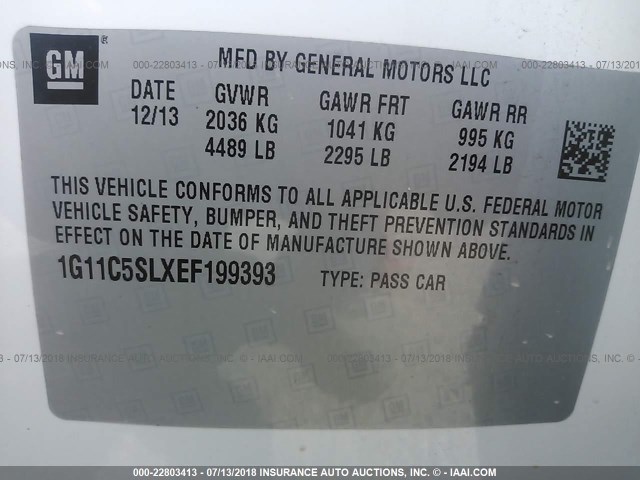 GM ®
MFD BY GENERAL MOTORS LLC
DATE GVWR GAWR FRT GAWR RR
12/13 2036 KG 1041 KG 995 KG
4489 LB 2295 LB 2194 LB
THIS VEHICLE CONFORMS TO ALL APPLICABLE U.S. FEDERAL MOTOR
VEHICLE SAFETY, BUMPER, AND THEFT PREVENTION STANDARDS IN
EFFECT ON THE DATE OF MANUFACTURE SHOWN ABOVE.
1G11C5SLXEF199393 TYPE: PASS CAR
000-22803413 - 07/13/2018 INSURANCE AUTO AUCTIONS, INC. - © IAAI.COM